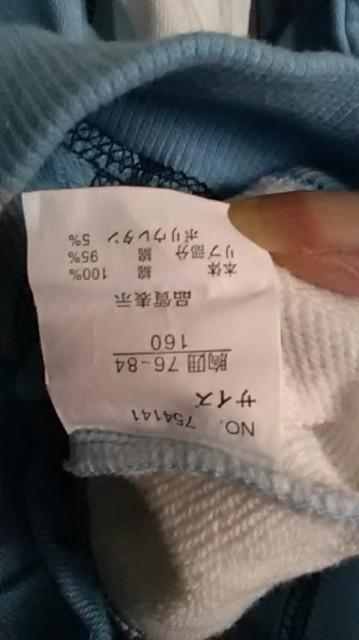 NO. 754141
サイズ
胸囲 76-84
160
品質表示
本体 綿 100%
リブ部分 綿 95%
ポリウレタン 5%